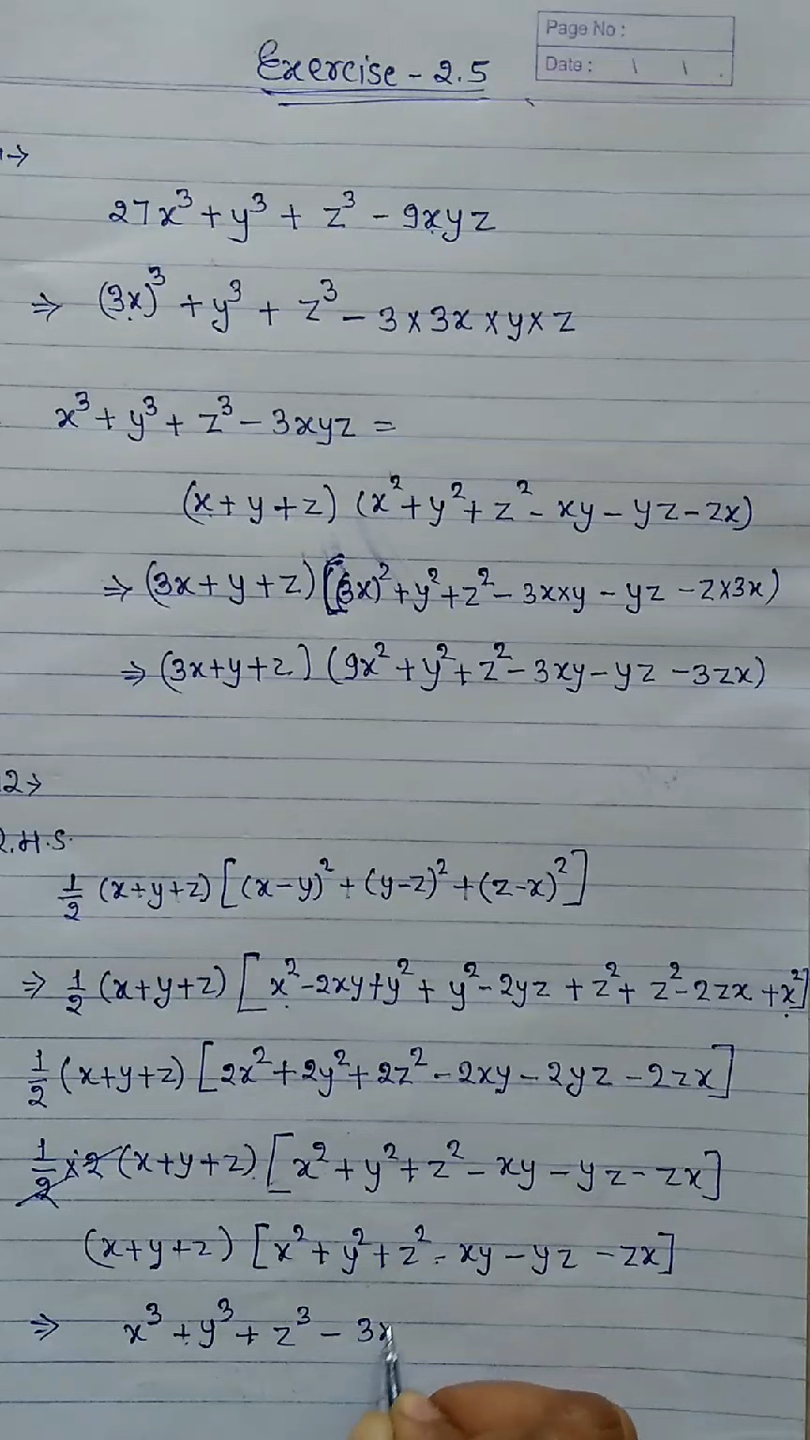 Page No :
Exercise - 2.5
Date : \ \ .
1→
27x³ + y³ + z³ - 9xyz
⇒ (3x)³ + y³ + z³ - 3 × 3x × y × z
x³ + y³ + z³ - 3xyz =
(x + y + z) (x² + y² + z² - xy - yz - zx)
⇒ (3x + y + z) [(3x)² + y² + z² - 3x×y - yz - z×3x)
⇒ (3x + y + z) (9x² + y² + z² - 3xy - yz - 3zx)
2→
R.H.S.
1/2 (x+y+z) [(x-y)² + (y-z)² + (z-x)²]
⇒ 1/2 (x+y+z) [x² - 2xy + y² + y² - 2yz + z² + z² - 2zx + x²]
1/2 (x+y+z) [2x² + 2y² + 2z² - 2xy - 2yz - 2zx]
1/2 × 2 (x+y+z) [x² + y² + z² - xy - yz - zx]
(x+y+z) [x² + y² + z² - xy - yz - zx]
⇒ x³ + y³ + z³ - 3x